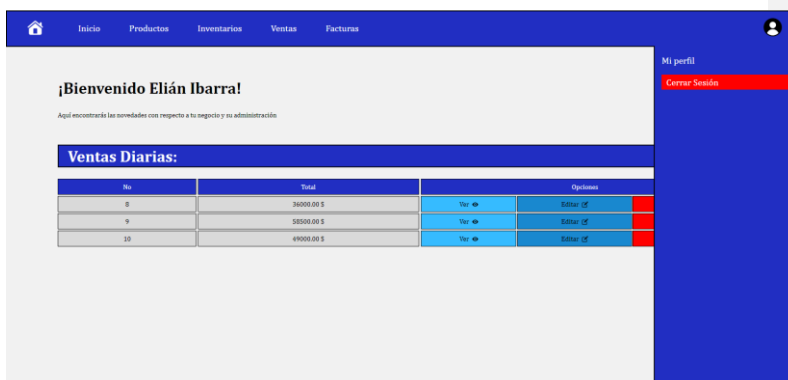 Inicio Productos Inventarios Ventas Facturas
Mi perfil
Cerrar Sesión
¡Bienvenido Elián Ibarra!
Aquí encontrarás las novedades con respecto a tu negocio y su administración
Ventas Diarias:
No Total Opciones
8 36000.00 $ Ver Editar
9 58500.00 $ Ver Editar
10 69000.00 $ Ver Editar